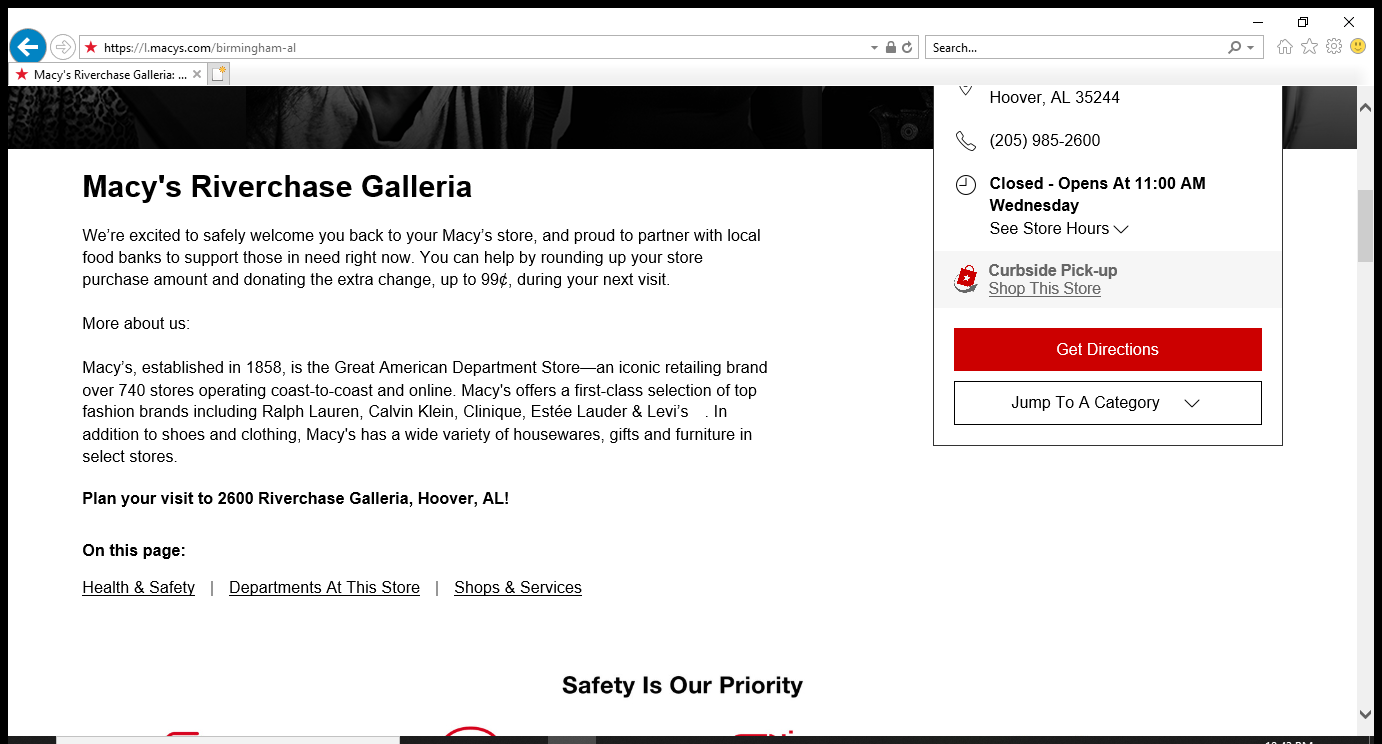 https://l.macys.com/birmingham-al
Search...
Macy's Riverchase Galleria: ...
Hoover, AL 35244
(205) 985-2600
Closed - Opens At 11:00 AM
Wednesday
See Store Hours
Curbside Pick-up
Shop This Store
Get Directions
Jump To A Category
Macy's Riverchase Galleria
We’re excited to safely welcome you back to your Macy’s store, and proud to partner with local
food banks to support those in need right now. You can help by rounding up your store
purchase amount and donating the extra change, up to 99¢, during your next visit.
More about us:
Macy’s, established in 1858, is the Great American Department Store—an iconic retailing brand
over 740 stores operating coast-to-coast and online. Macy's offers a first-class selection of top
fashion brands including Ralph Lauren, Calvin Klein, Clinique, Estée Lauder & Levi’s . In
addition to shoes and clothing, Macy's has a wide variety of housewares, gifts and furniture in
select stores.
Plan your visit to 2600 Riverchase Galleria, Hoover, AL!
On this page:
Health & Safety | Departments At This Store | Shops & Services
Safety Is Our Priority